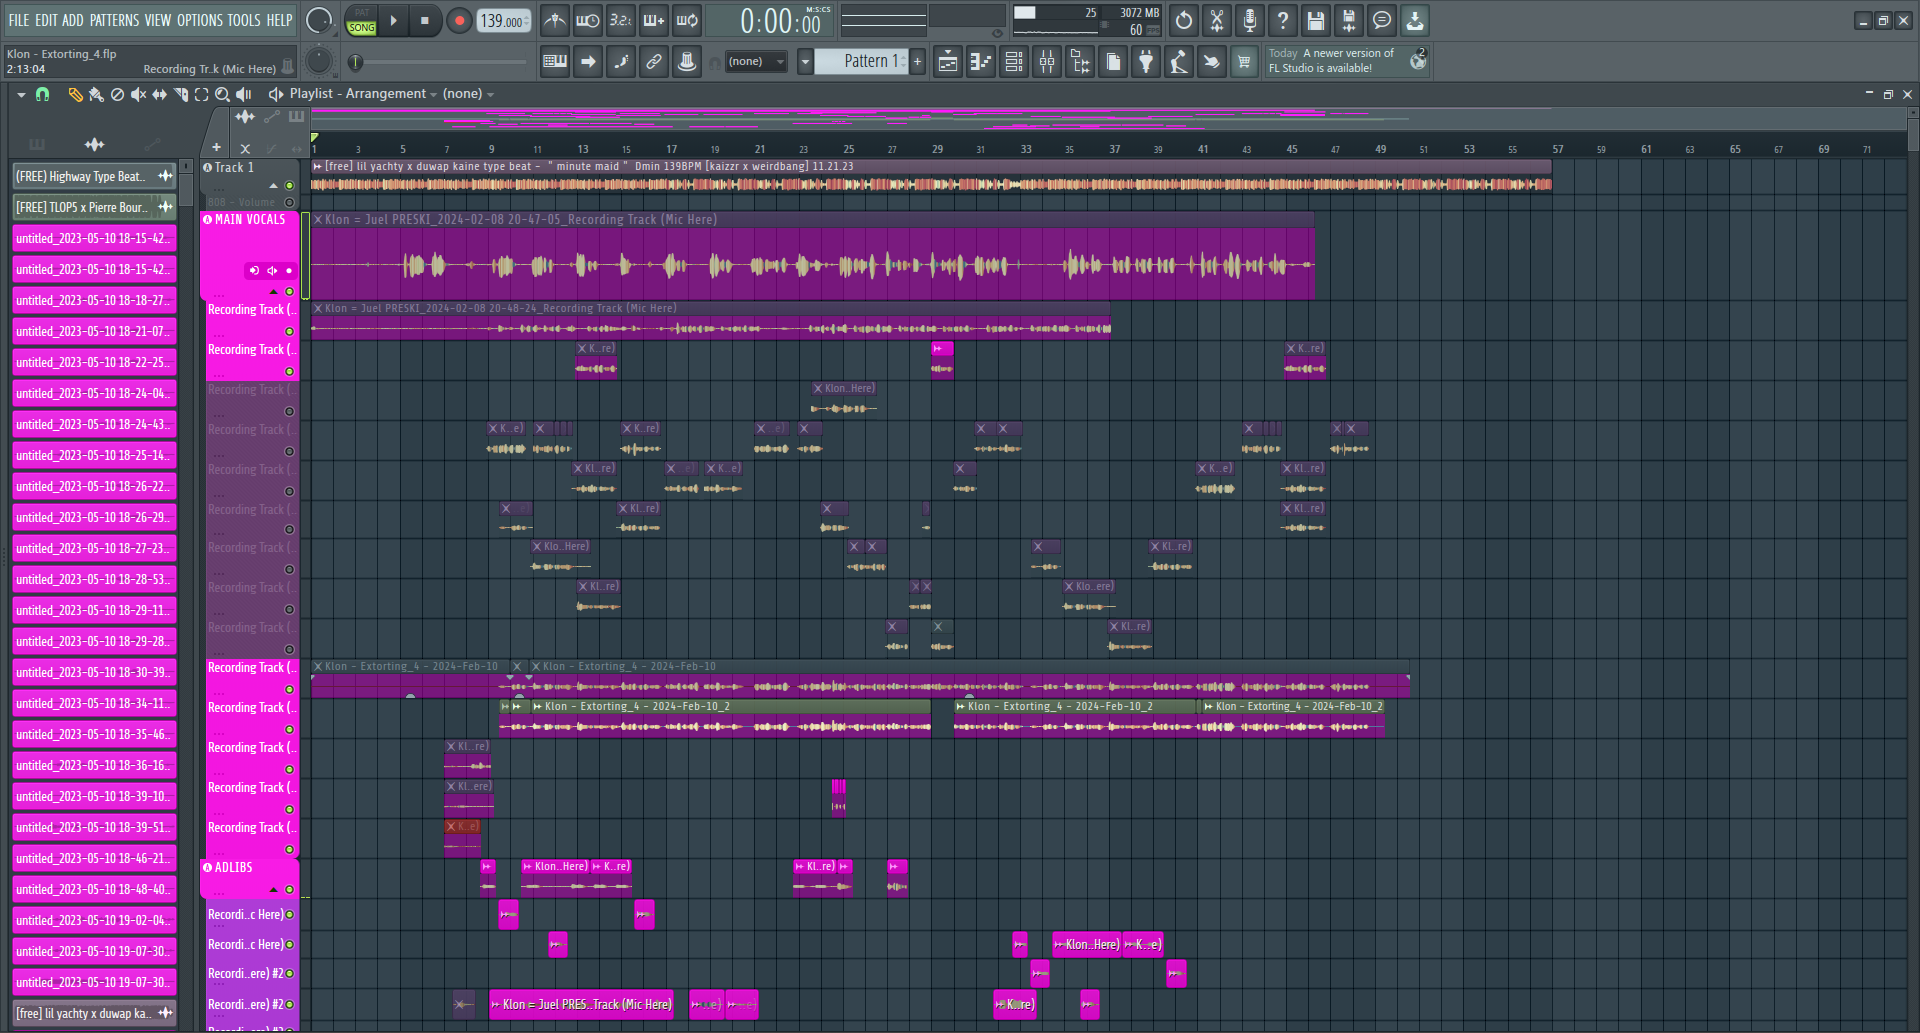 FILE EDIT ADD PATTERNS VIEW OPTIONS TOOLS HELP
PAT
SONG
139.000
3.2..
0:00:00
M:S:CS
25
3072 MB
60
Klon - Extorting_4.flp
2:13:04
Recording Tr..k (Mic Here)
(none)
Pattern 1
+
Today A newer version of
FL Studio is available!
2
Playlist - Arrangement
(none)
1 3 5 7 9 11 13 15 17 19 21 23 25 27 29 31 33 35 37 39 41 43 45 47 49 51 53 55 57 59 61 63 65 67 69 71
(FREE) Highway Type Beat..
[FREE] TLOP5 x Pierre Bour..
untitled_2023-05-10 18-15-42..
untitled_2023-05-10 18-15-42..
untitled_2023-05-10 18-18-27..
untitled_2023-05-10 18-21-07..
untitled_2023-05-10 18-22-25..
untitled_2023-05-10 18-24-04..
untitled_2023-05-10 18-24-43..
untitled_2023-05-10 18-25-14..
untitled_2023-05-10 18-26-22..
untitled_2023-05-10 18-26-29..
untitled_2023-05-10 18-27-23..
untitled_2023-05-10 18-28-53..
untitled_2023-05-10 18-29-11..
untitled_2023-05-10 18-29-28..
untitled_2023-05-10 18-30-39..
untitled_2023-05-10 18-34-11..
untitled_2023-05-10 18-35-46..
untitled_2023-05-10 18-36-16..
untitled_2023-05-10 18-39-10..
untitled_2023-05-10 18-39-51..
untitled_2023-05-10 18-46-21..
untitled_2023-05-10 18-48-40..
untitled_2023-05-10 19-02-04..
untitled_2023-05-10 19-07-30..
untitled_2023-05-10 19-07-30..
[free] lil yachty x duwap ka..
Track 1
[free] lil yachty x duwap kaine type beat - " minute maid " Dmin 139BPM [kaizzr x weirdbang] 11.21.23
808 - Volume
MAIN VOCALS
Klon = Juel PRESKI_2024-02-08 20-47-05_Recording Track (Mic Here)
Recording Track (..
Klon = Juel PRESKI_2024-02-08 20-48-24_Recording Track (Mic Here)
Recording Track (..
K..re) K..re)
Recording Track (..
Klon..Here)
Recording Track (..
K..e) K..re) ..e)
Recording Track (..
Kl..re) K..e) K..e) Kl..re)
Recording Track (..
Kl..re) Kl..re)
Recording Track (..
Klo..Here) Kl..re)
Recording Track (..
Kl..re) Klo..ere)
Recording Track (..
Kl..re)
Recording Track (..
Klon - Extorting_4 - 2024-Feb-10 Klon - Extorting_4 - 2024-Feb-10
Recording Track (..
Klon - Extorting_4 - 2024-Feb-10_2 Klon - Extorting_4 - 2024-Feb-10_2 Klon - Extorting_4 - 2024-Feb-10_2
Recording Track (..
Kl..re)
Recording Track (..
Kl..ere)
Recording Track (..
K..e)
ADLIBS
Klon..Here) K..re) Kl..re)
Recordi..c Here)
Recordi..c Here)
Klon..Here) K..e)
Recordi..ere) #2
Recordi..ere) #2
Klon = Juel PRES..Track (Mic Here) ..e) ..e) K..re)